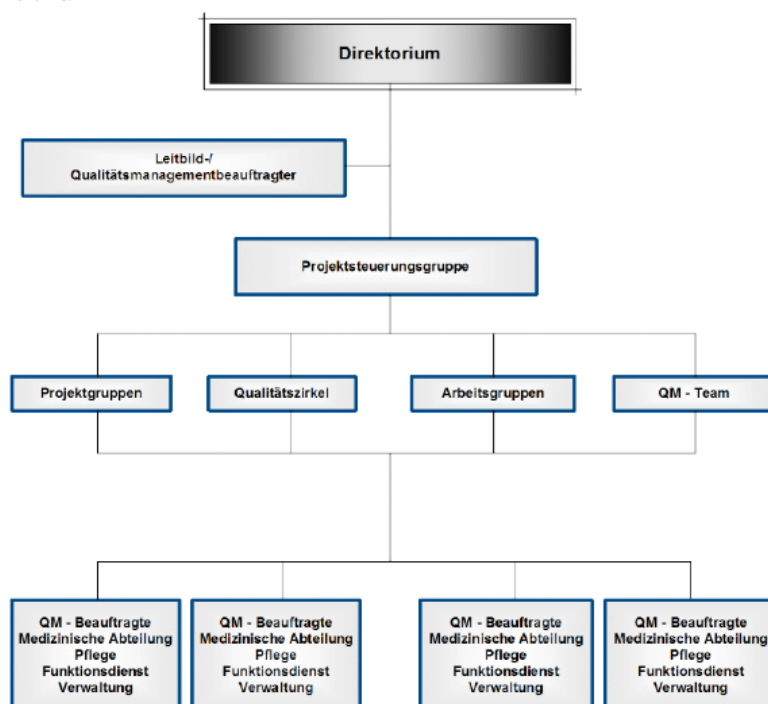 Direktorium
Leitbild-/
Qualitätsmanagementbeauftragter
Projektsteuerungsgruppe
Projektgruppen
Qualitätszirkel
Arbeitsgruppen
QM - Team
QM - Beauftragte
Medizinische Abteilung
Pflege
Funktionsdienst
Verwaltung
QM - Beauftragte
Medizinische Abteilung
Pflege
Funktionsdienst
Verwaltung
QM - Beauftragte
Medizinische Abteilung
Pflege
Funktionsdienst
Verwaltung
QM - Beauftragte
Medizinische Abteilung
Pflege
Funktionsdienst
Verwaltung